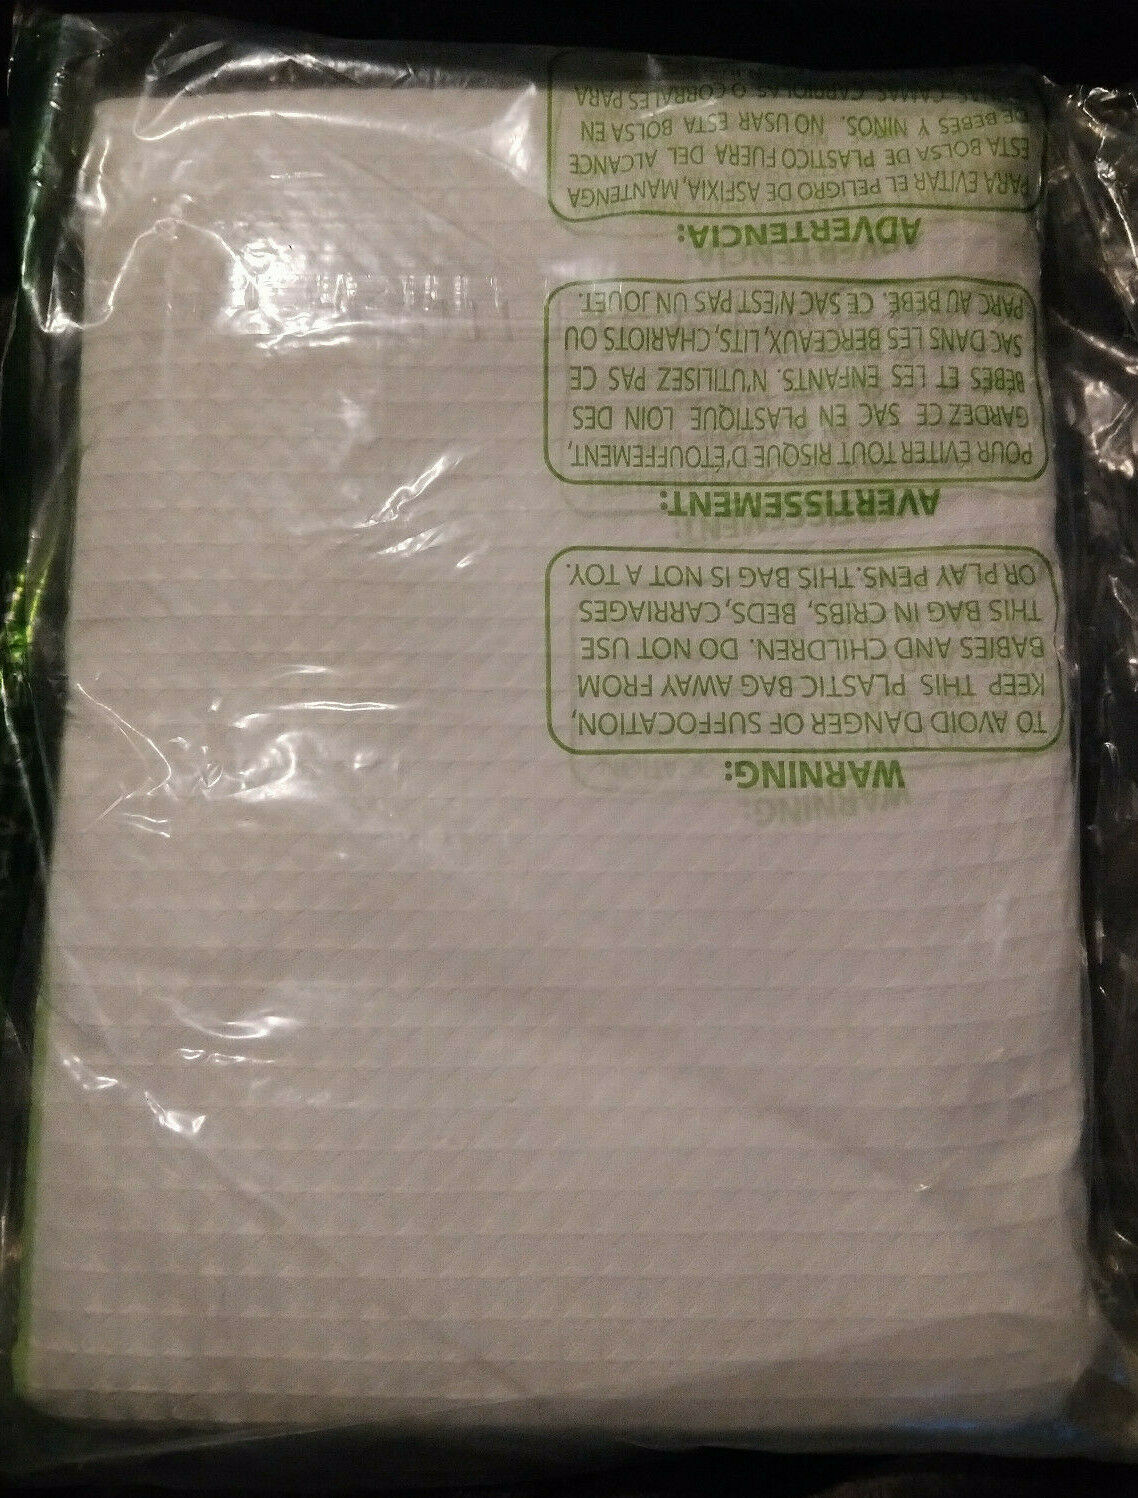 WARNING:
TO AVOID DANGER OF SUFFOCATION,
KEEP THIS PLASTIC BAG AWAY FROM
BABIES AND CHILDREN. DO NOT USE
THIS BAG IN CRIBS, BEDS, CARRIAGES
OR PLAY PENS. THIS BAG IS NOT A TOY.
AVERTISSEMENT:
POUR ÉVITER TOUT RISQUE D'ÉTOUFFEMENT,
GARDEZ CE SAC EN PLASTIQUE LOIN DES
BÉBÉS ET LES ENFANTS. N'UTILISEZ PAS CE
SAC DANS LES BERCEAUX, LITS, CHARIOTS OU
PARC AU BÉBÉ. CE SAC N'EST PAS UN JOUET.
ADVERTENCIA:
PARA EVITAR EL PELIGRO DE ASFIXIA, MANTENGA
ESTA BOLSA DE PLASTICO FUERA DEL ALCANCE
DE BEBES Y NINOS. NO USAR ESTA BOLSA EN
CAMAS, CARRIOLAS O CORRALES PARA